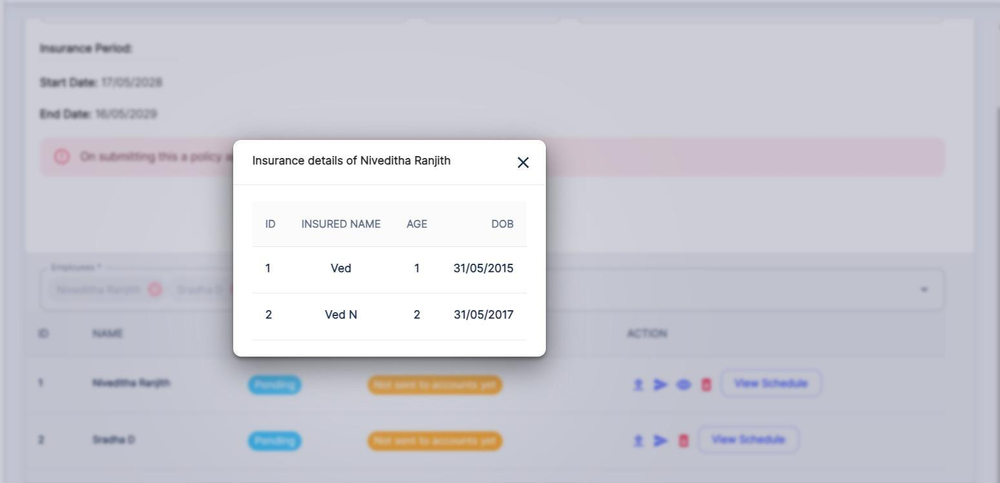 Insurance Period:
Start Date: 17/05/2028
End Date: 16/05/2029
On submitting this a policy
Insurance details of Niveditha Ranjith
ID INSURED NAME AGE DOB
1 Ved 1 31/05/2015
2 Ved N 2 31/05/2017
Employees *
Niveditha Ranjith Sradha D
ID NAME ACTION
1 Niveditha Ranjith Pending Not sent to accounts yet View Schedule
2 Sradha D Pending Not sent to accounts yet View Schedule